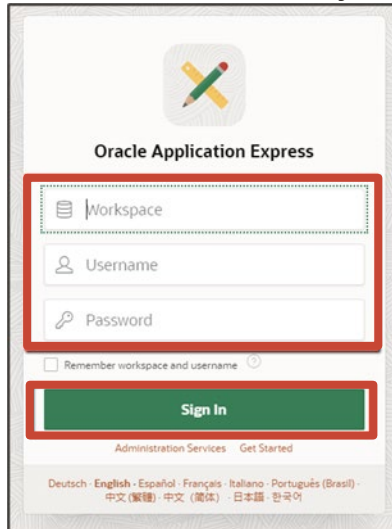 Oracle Application Express
Workspace
Username
Password
Remember workspace and username ?
Sign In
Administration Services Get Started
Deutsch · English · Español · Français · Italiano · Português (Brasil) ·
中文 (繁體) · 中文 (简体) · 日本語 · 한국어